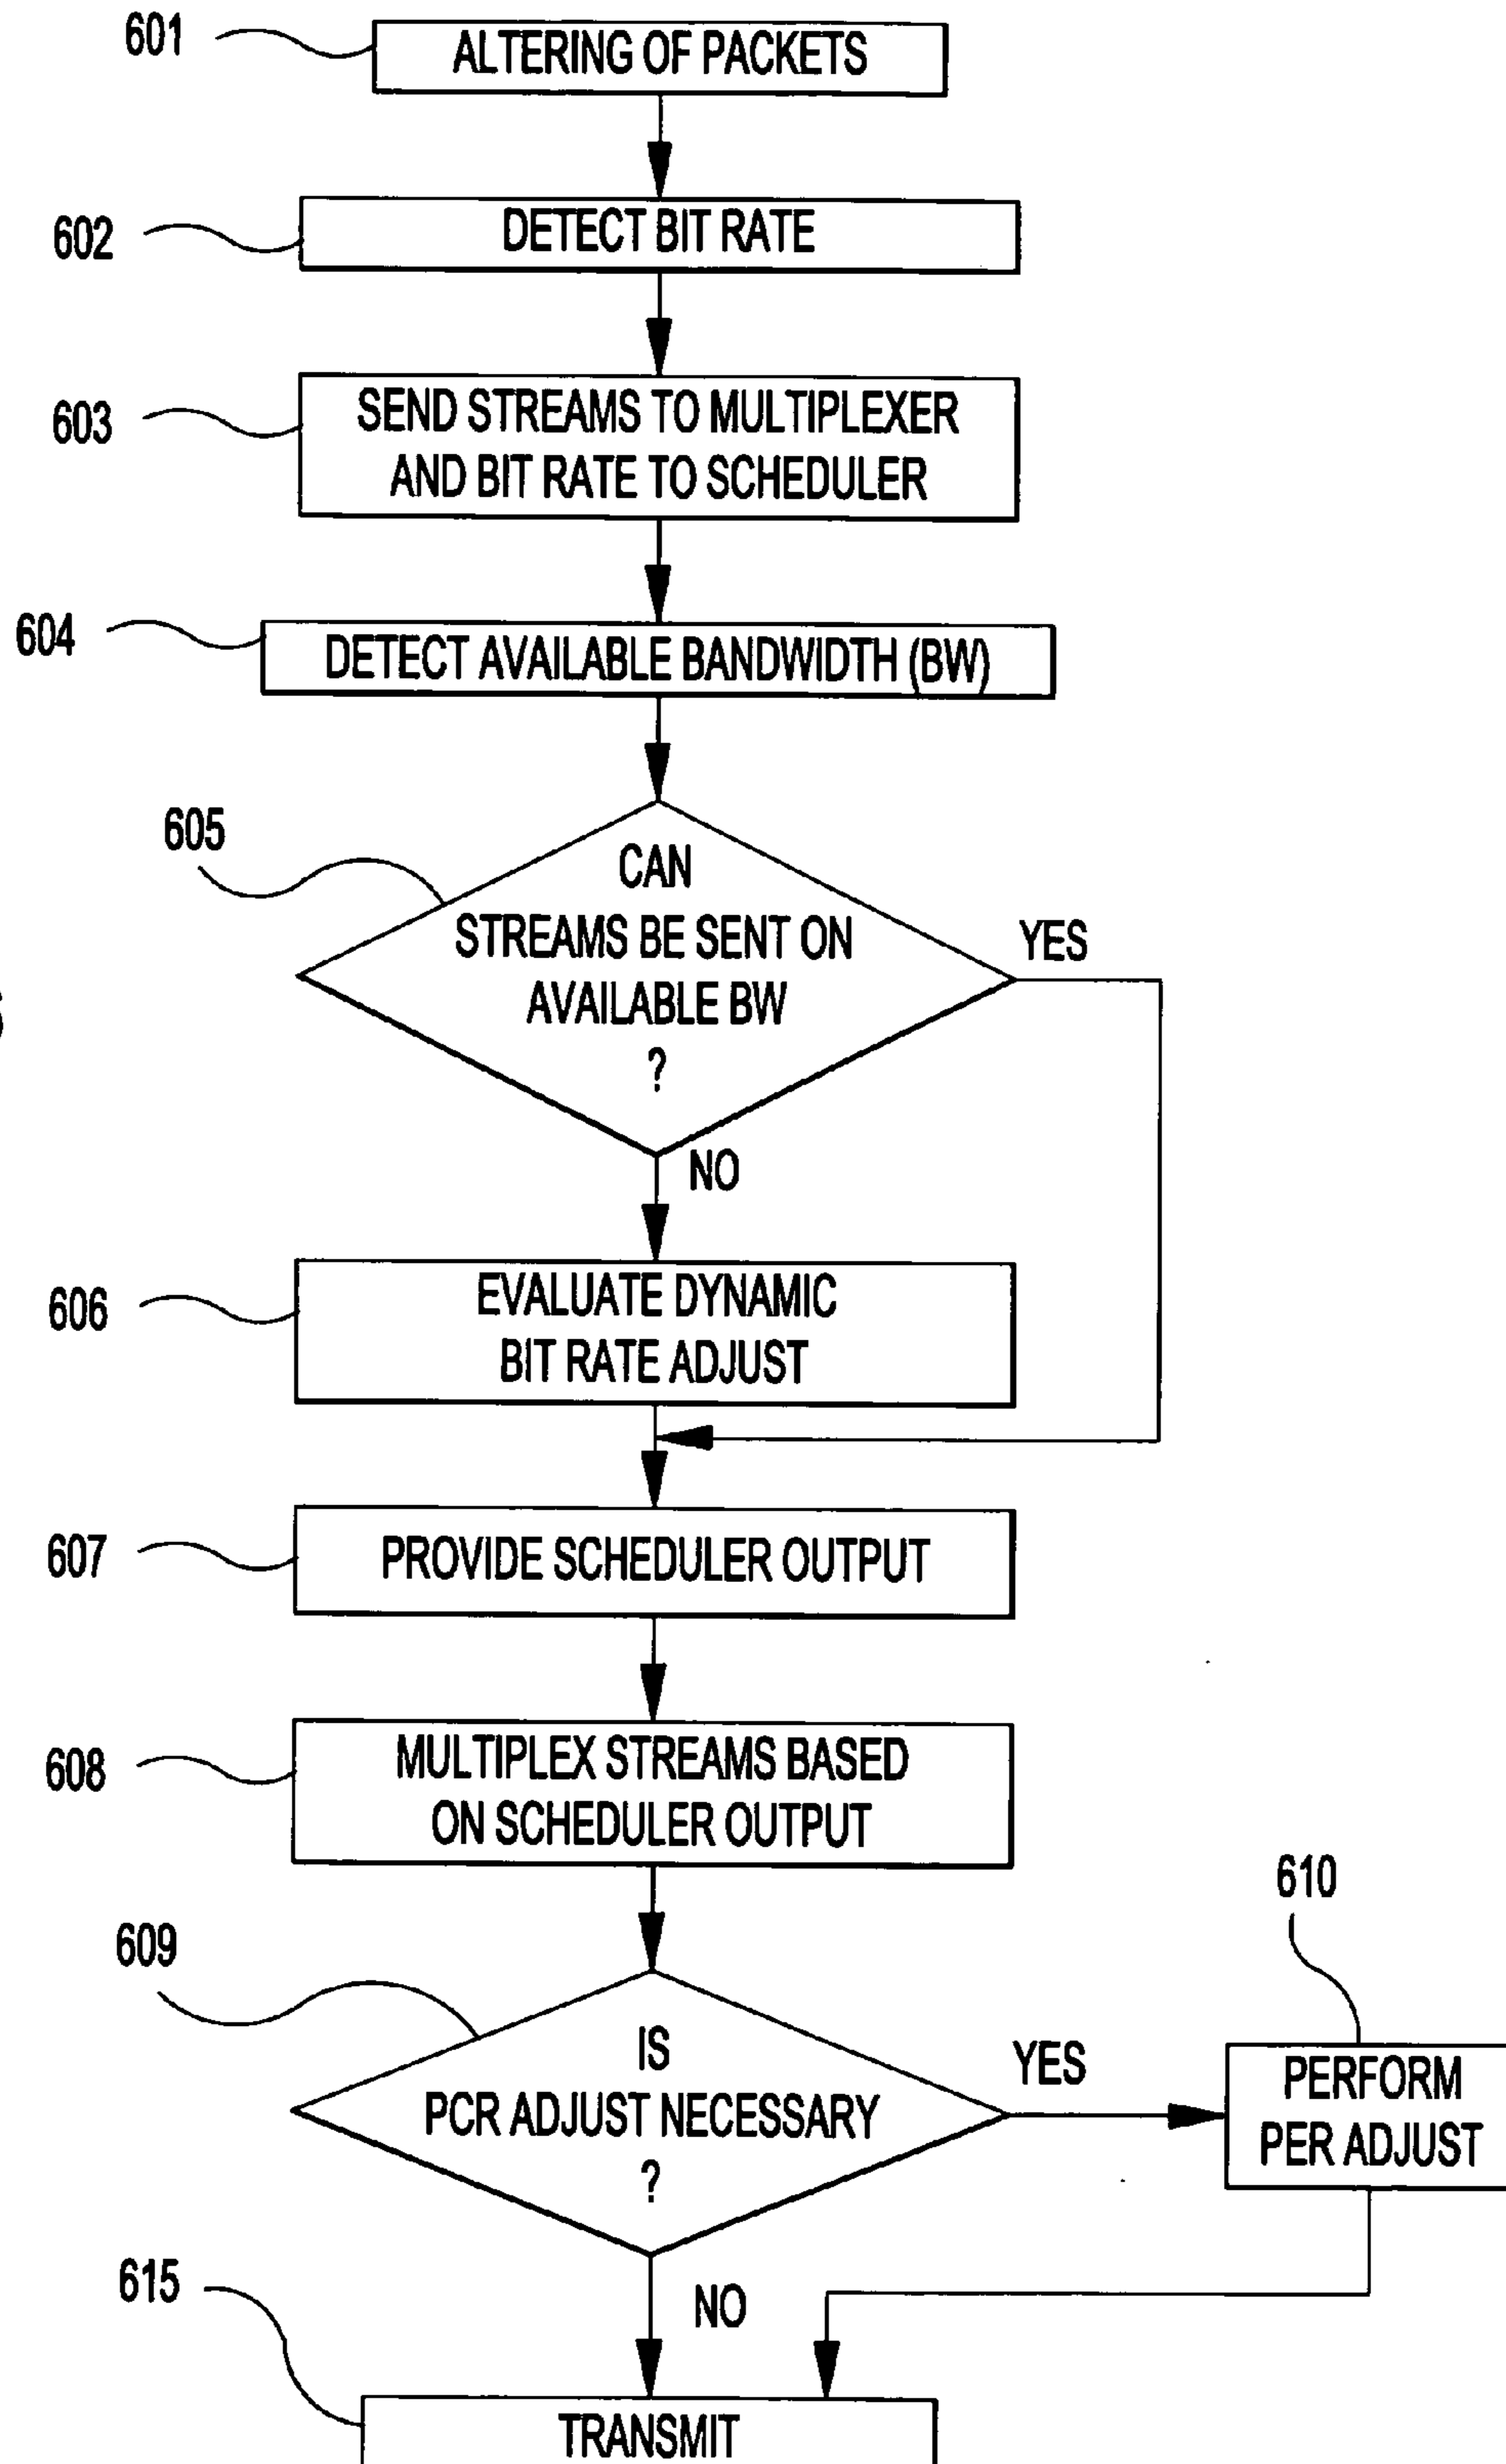 601
ALTERING OF PACKETS
602
DETECT BIT RATE
603
SEND STREAMS TO MULTIPLEXER
AND BIT RATE TO SCHEDULER
604
DETECT AVAILABLE BANDWIDTH (BW)
605
CAN
STREAMS BE SENT ON
AVAILABLE BW
?
YES
NO
606
EVALUATE DYNAMIC
BIT RATE ADJUST
607
PROVIDE SCHEDULER OUTPUT
608
MULTIPLEX STREAMS BASED
ON SCHEDULER OUTPUT
609
IS
PCR ADJUST NECESSARY
?
YES
610
PERFORM
PER ADJUST
NO
615
TRANSMIT